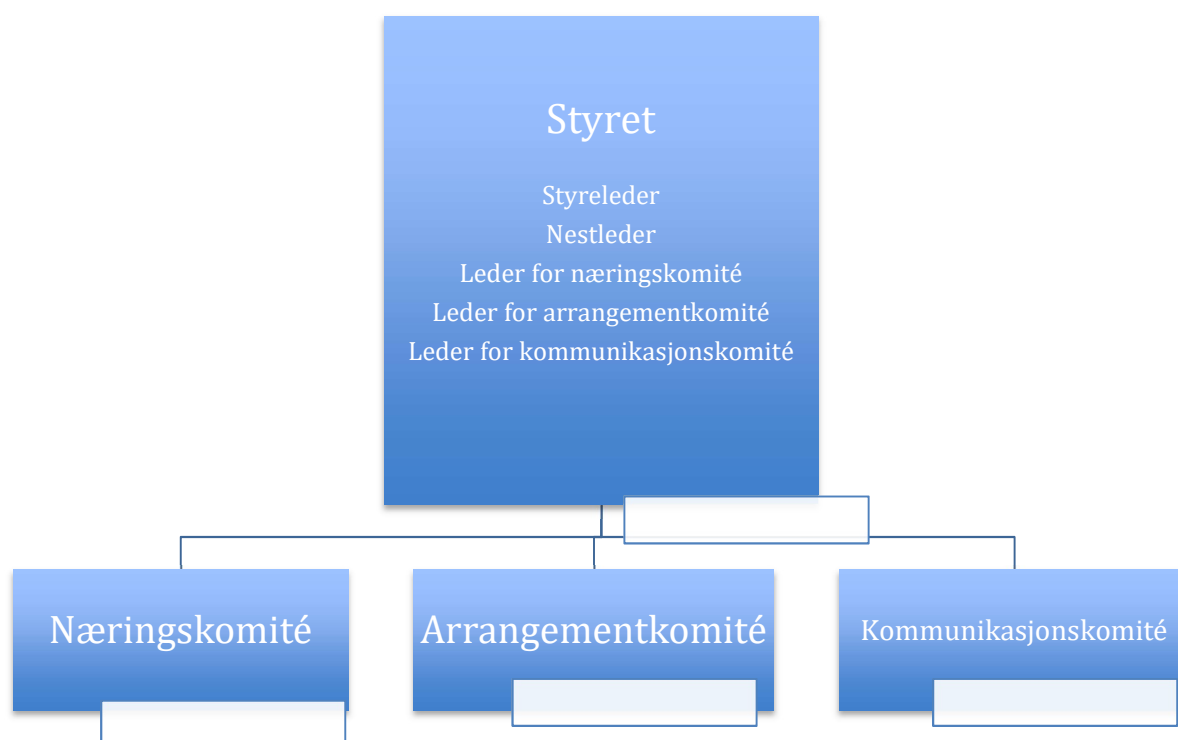 Styret
Styreleder
Nestleder
Leder for næringskomité
Leder for arrangementkomité
Leder for kommunikasjonskomité
Næringskomité
Arrangementkomité
Kommunikasjonskomité